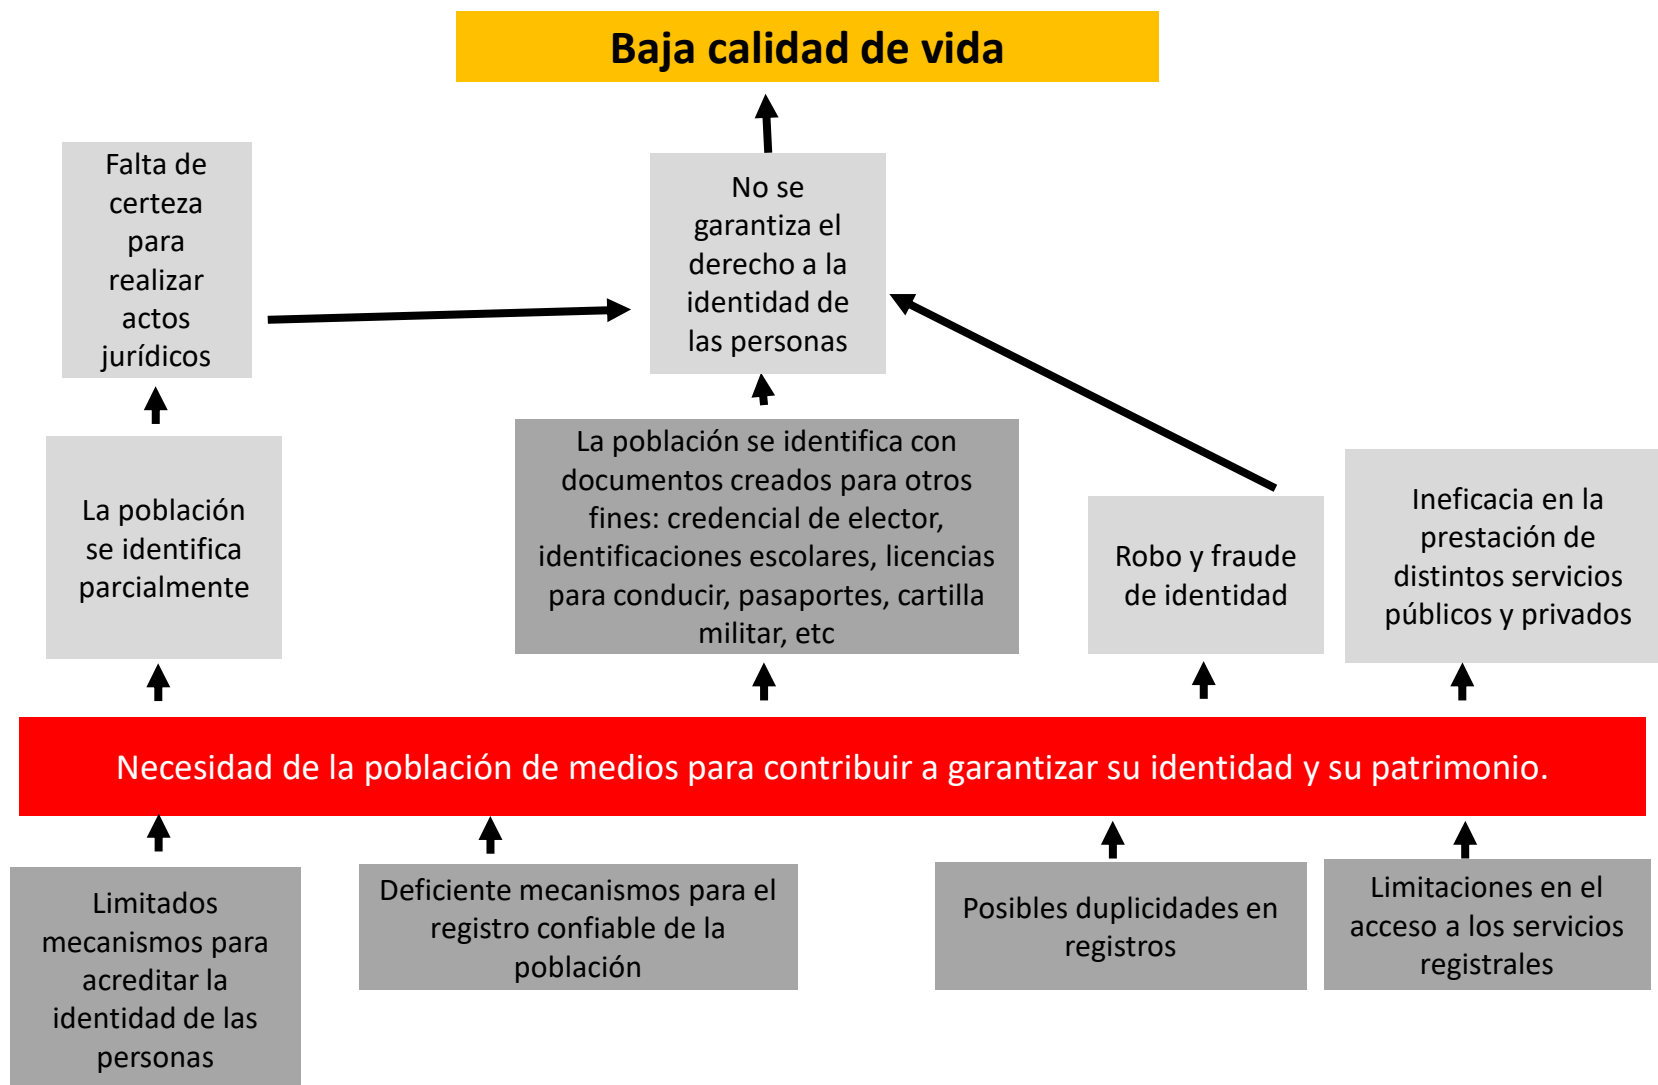 Baja calidad de vida
Falta de
certeza
para
realizar
actos
jurídicos
No se
garantiza el
derecho a la
identidad de
las personas
La población
se identifica
parcialmente
La población se identifica con
documentos creados para otros
fines: credencial de elector,
identificaciones escolares, licencias
para conducir, pasaportes, cartilla
militar, etc
Robo y fraude
de identidad
Ineficacia en la
prestación de
distintos servicios
públicos y privados
Necesidad de la población de medios para contribuir a garantizar su identidad y su patrimonio.
Limitados
mecanismos para
acreditar la
identidad de las
personas
Deficiente mecanismos para el
registro confiable de la
población
Posibles duplicidades en
registros
Limitaciones en el
acceso a los servicios
registrales